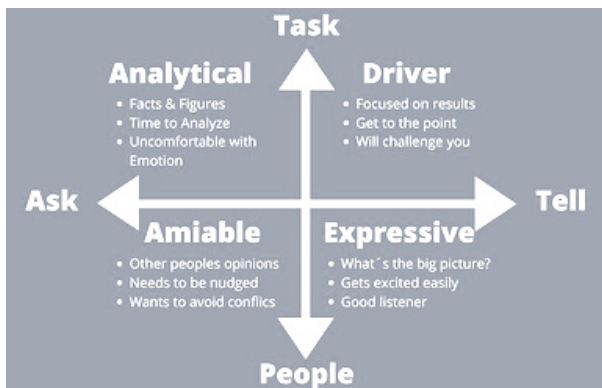 Task
Analytical
• Facts & Figures
• Time to Analyze
• Uncomfortable with
Emotion
Driver
• Focused on results
• Get to the point
• Will challenge you
Ask
Tell
Amiable
• Other peoples opinions
• Needs to be nudged
• Wants to avoid conflics
Expressive
• What´s the big picture?
• Gets excited easily
• Good listener
People